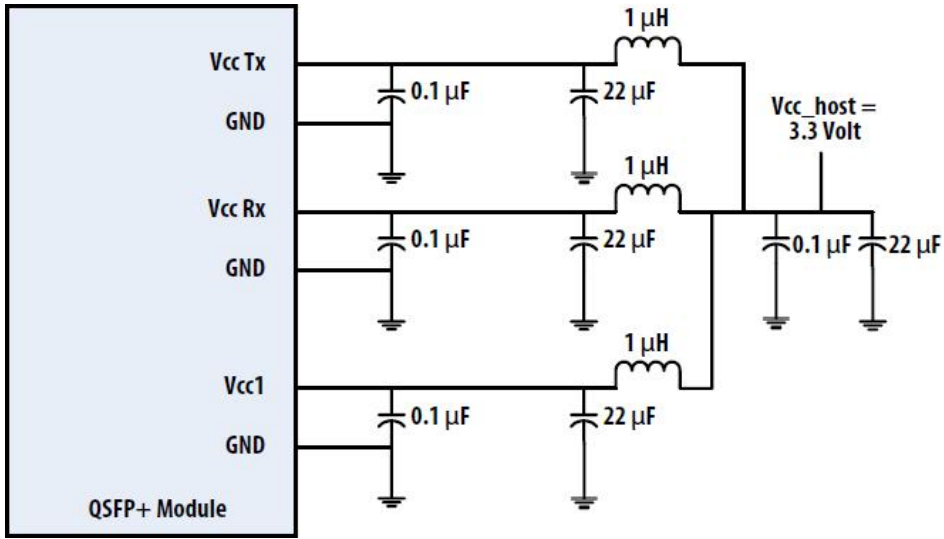 1 μH
Vcc Tx
0.1 μF
22 μF
Vcc_host =
3.3 Volt
GND
1 μH
Vcc Rx
0.1 μF
22 μF
0.1 μF
22 μF
GND
1 μH
Vcc1
0.1 μF
22 μF
GND
QSFP+ Module